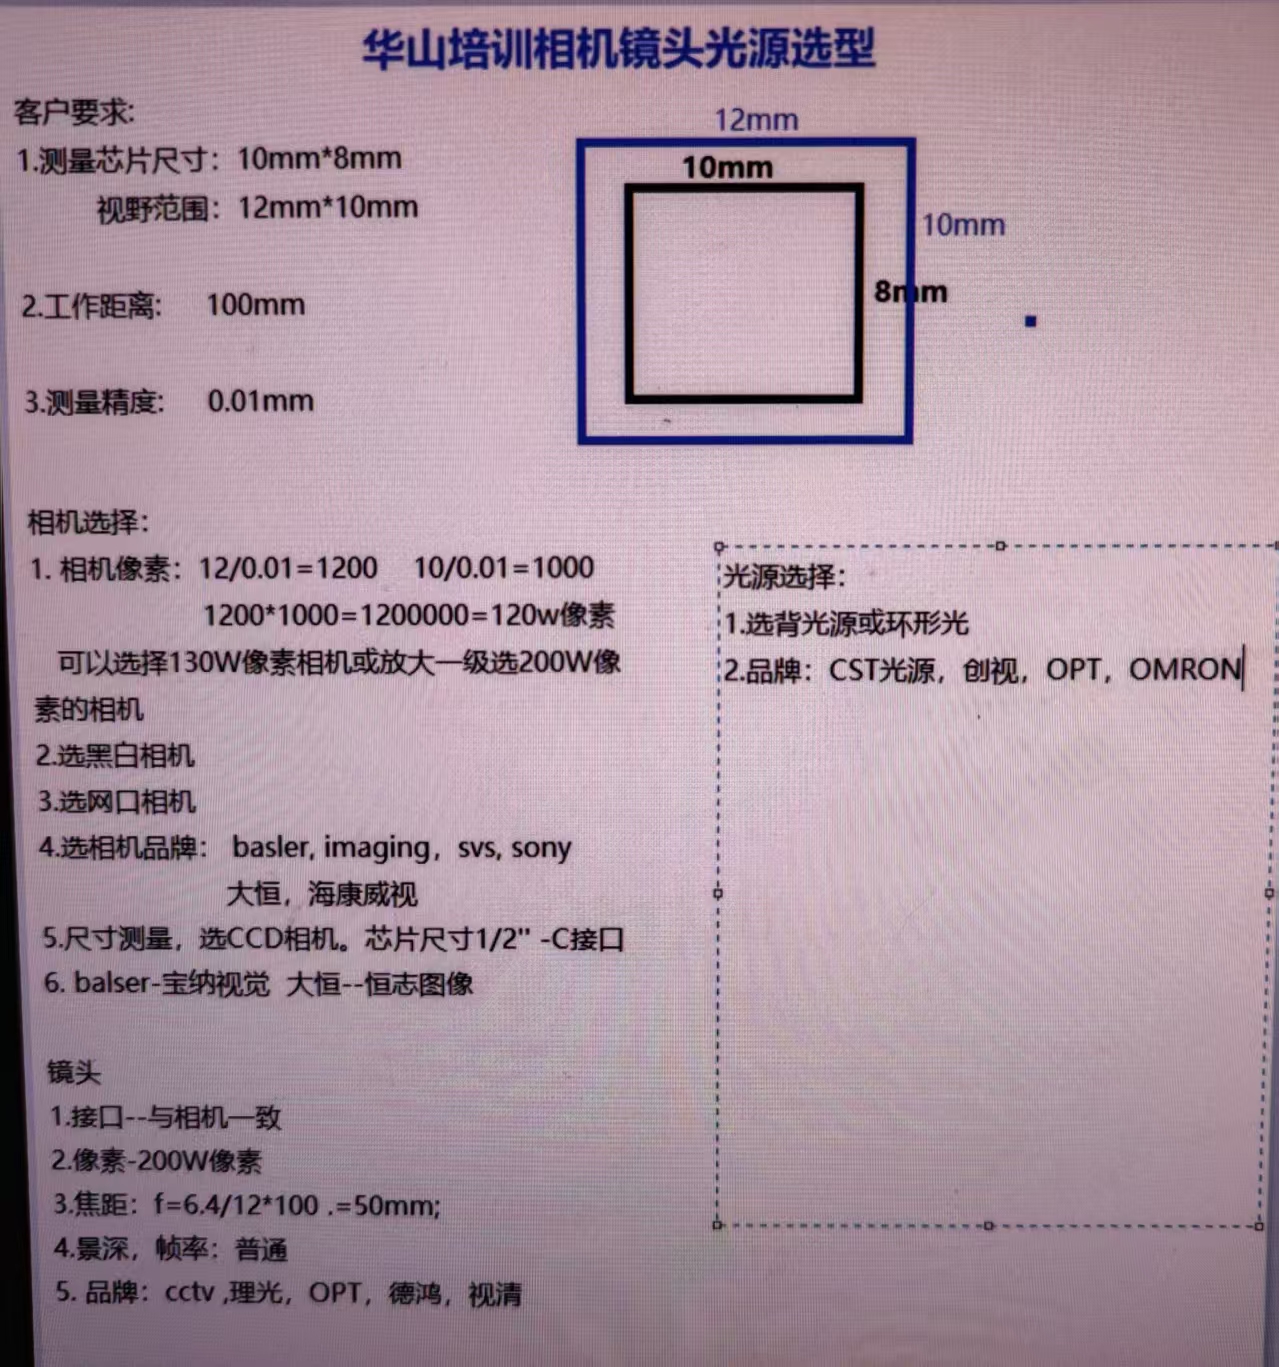 华山培训相机镜头光源选型
客户要求:
1.测量芯片尺寸：10mm*8mm
视野范围：12mm*10mm
2.工作距离: 100mm
3.测量精度: 0.01mm
12mm
10mm
10mm
8mm
相机选择：
1. 相机像素：12/0.01=1200 10/0.01=1000
1200*1000=1200000=120w像素
可以选择130W像素相机或放大一级选200W像
素的相机
2.选黑白相机
3.选网口相机
4.选相机品牌： basler, imaging，svs, sony
大恒，海康威视
5.尺寸测量，选CCD相机。芯片尺寸1/2" -C接口
6. balser-宝纳视觉 大恒--恒志图像
镜头
1.接口--与相机一致
2.像素-200W像素
3.焦距：f=6.4/12*100 .=50mm;
4.景深，帧率：普通
5. 品牌：cctv ,理光，OPT，德鸿，视清
光源选择：
1.选背光源或环形光
2.品牌：CST光源，创视，OPT，OMRON